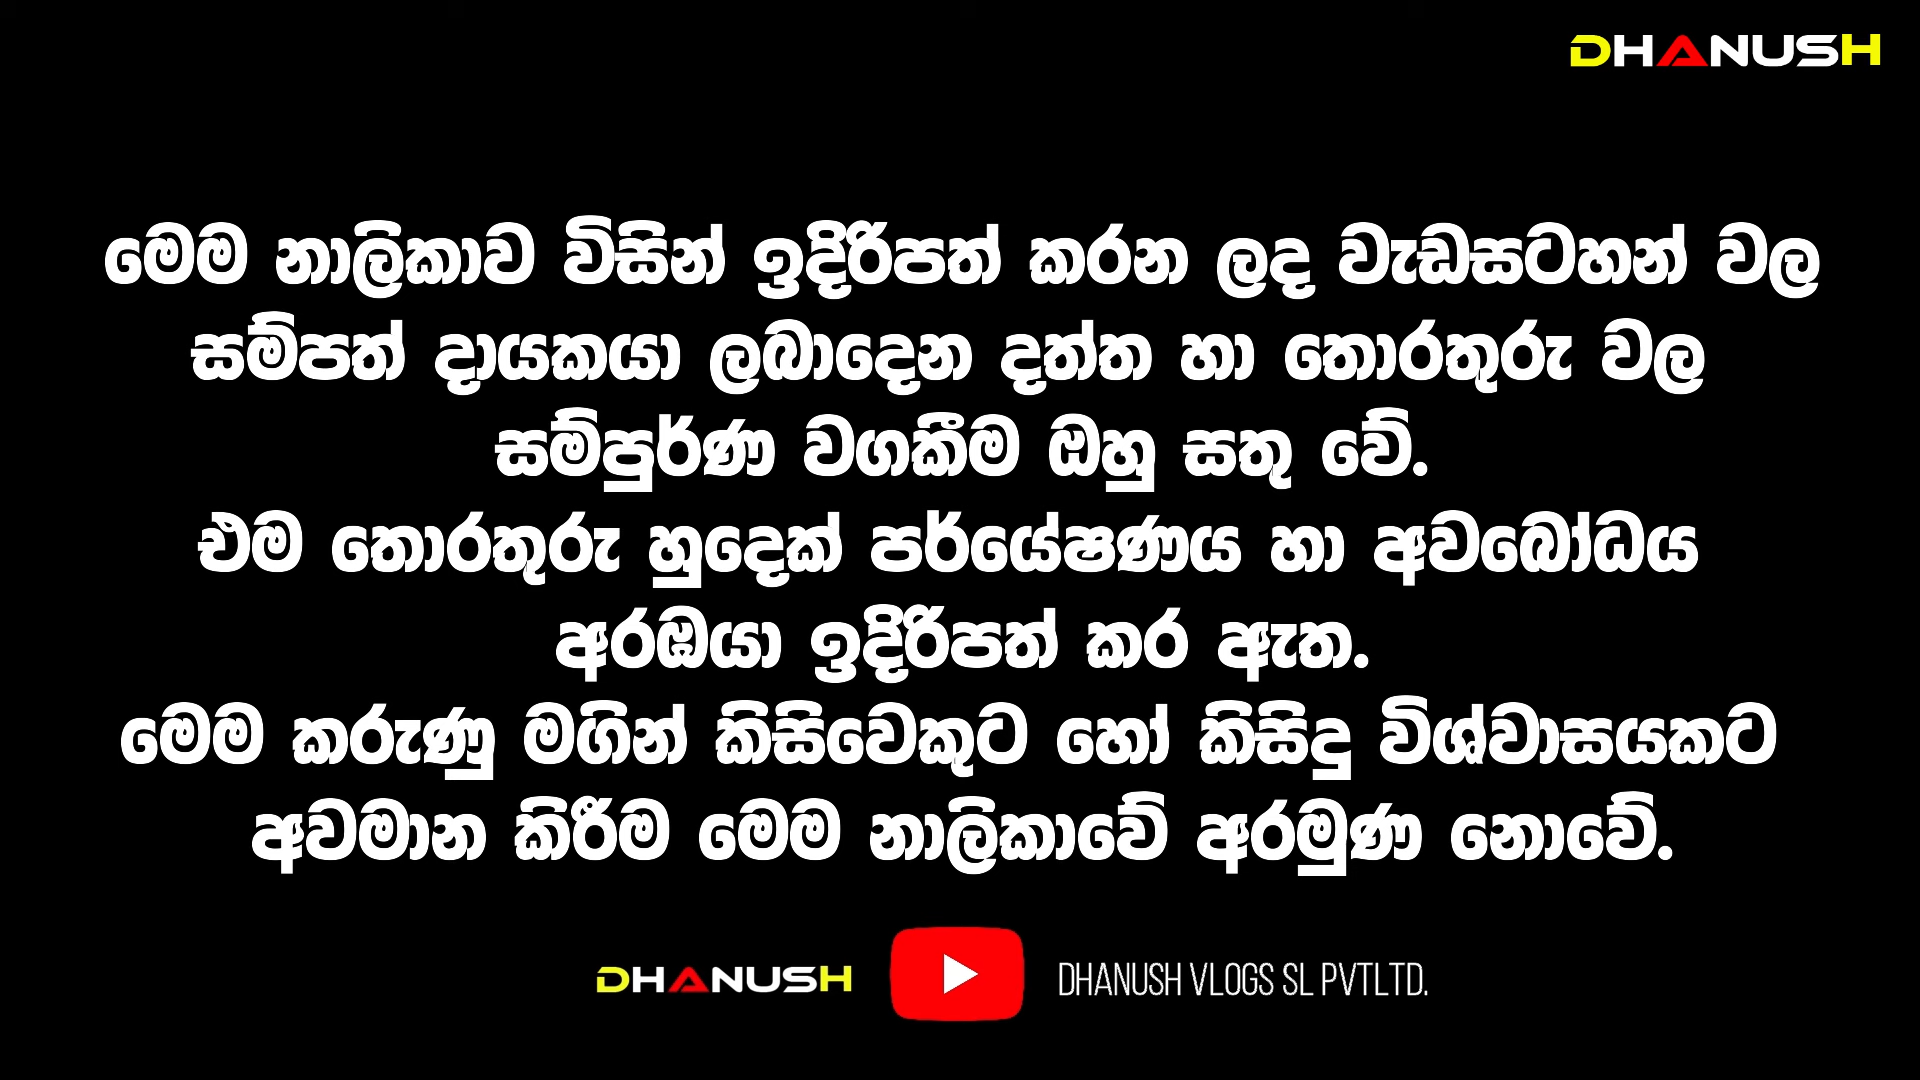 DHANUSH
මෙම නාලිකාව විසින් ඉදිරිපත් කරන ලද වැඩසටහන් වල
සම්පත් දායකයා ලබාදෙන දත්ත හා තොරතුරු වල
සම්පුර්ණ වගකීම ඔහු සතු වේ.
එම තොරතුරු හුදෙක් පර්යේෂණය හා අවබෝධය
අරඹයා ඉදිරිපත් කර ඇත.
මෙම කරුණු මගින් කිසිවෙකුට හෝ කිසිදු විශ්වාසයකට
අවමාන කිරීම මෙම නාලිකාවේ අරමුණ නොවේ.
DHANUSH DHANUSH VLOGS SL PVTLTD.